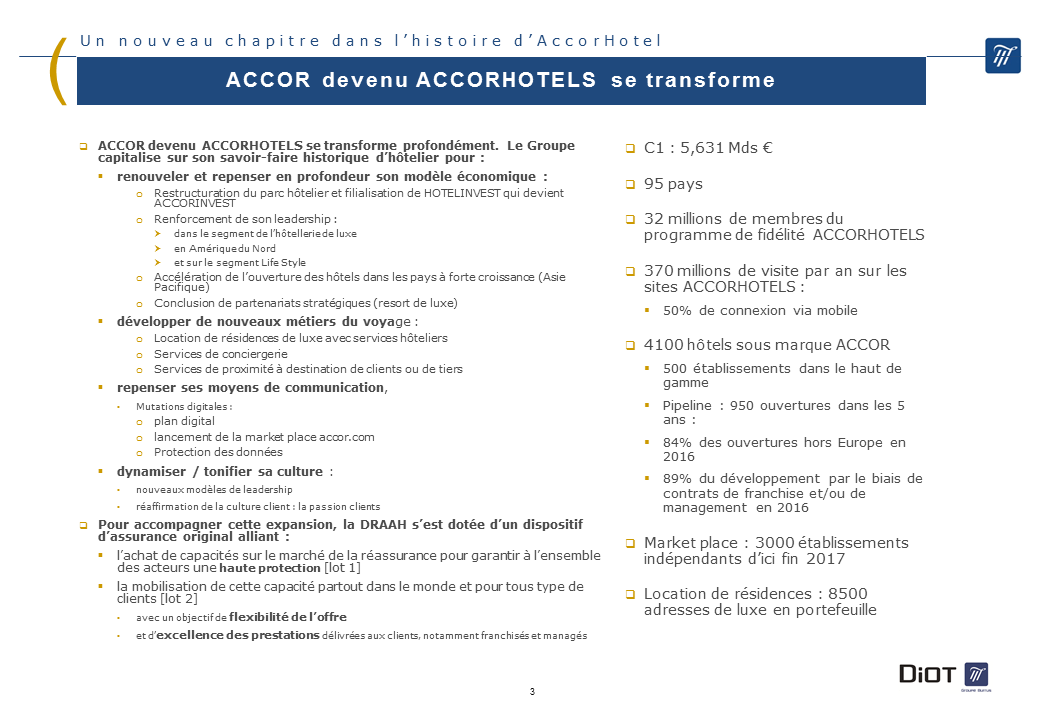 Un nouveau chapitre dans l’histoire d’AccorHotel
ACCOR devenu ACCORHOTELS se transforme
ACCOR devenu ACCORHOTELS se transforme profondément. Le Groupe
capitalise sur son savoir-faire historique d’hôtelier pour :
renouveler et repenser en profondeur son modèle économique :
Restructuration du parc hôtelier et filialisation de HOTELINVEST qui devient
ACCORINVEST
Renforcement de son leadership :
dans le segment de l’hôtellerie de luxe
en Amérique du Nord
et sur le segment Life Style
Accélération de l’ouverture des hôtels dans les pays à forte croissance (Asie
Pacifique)
Conclusion de partenariats stratégiques (resort de luxe)
développer de nouveaux métiers du voyage :
Location de résidences de luxe avec services hôteliers
Services de conciergerie
Services de proximité à destination de clients ou de tiers
repenser ses moyens de communication,
Mutations digitales :
plan digital
lancement de la market place accor.com
Protection des données
dynamiser / tonifier sa culture :
nouveaux modèles de leadership
réaffirmation de la culture client : la passion clients
Pour accompagner cette expansion, la DRAAH s’est dotée d’un dispositif
d’assurance original alliant :
l’achat de capacités sur le marché de la réassurance pour garantir à l’ensemble
des acteurs une haute protection [lot 1]
la mobilisation de cette capacité partout dans le monde et pour tous type de
clients [lot 2]
avec un objectif de flexibilité de l’offre
et d’excellence des prestations délivrées aux clients, notamment franchisés et managés
C1 : 5,631 Mds €
95 pays
32 millions de membres du
programme de fidélité ACCORHOTELS
370 millions de visite par an sur les
sites ACCORHOTELS :
50% de connexion via mobile
4100 hôtels sous marque ACCOR
500 établissements dans le haut de
gamme
Pipeline : 950 ouvertures dans les 5
ans :
84% des ouvertures hors Europe en
2016
89% du développement par le biais de
contrats de franchise et/ou de
management en 2016
Market place : 3000 établissements
indépendants d’ici fin 2017
Location de résidences : 8500
adresses de luxe en portefeuille
DiOT
Groupe Burrus
3